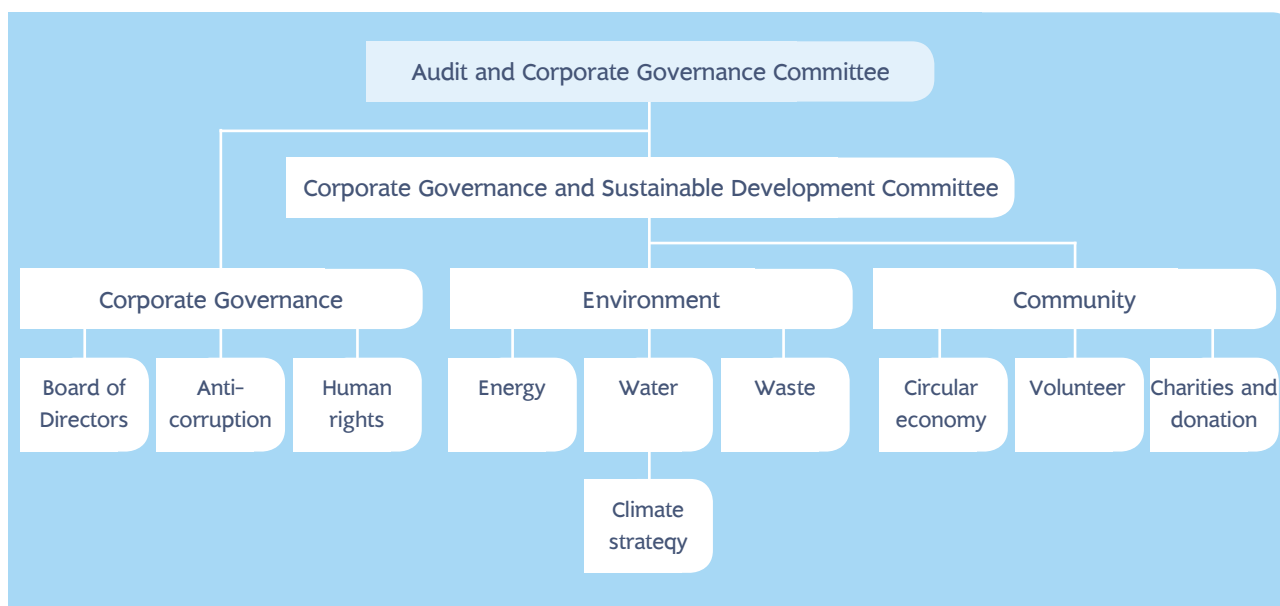 Audit and Corporate Governance Committee
Corporate Governance and Sustainable Development Committee
Corporate Governance
Environment
Community
Board of
Directors
Anti-
corruption
Human
rights
Energy
Water
Waste
Circular
economy
Volunteer
Charities and
donation
Climate
strategy